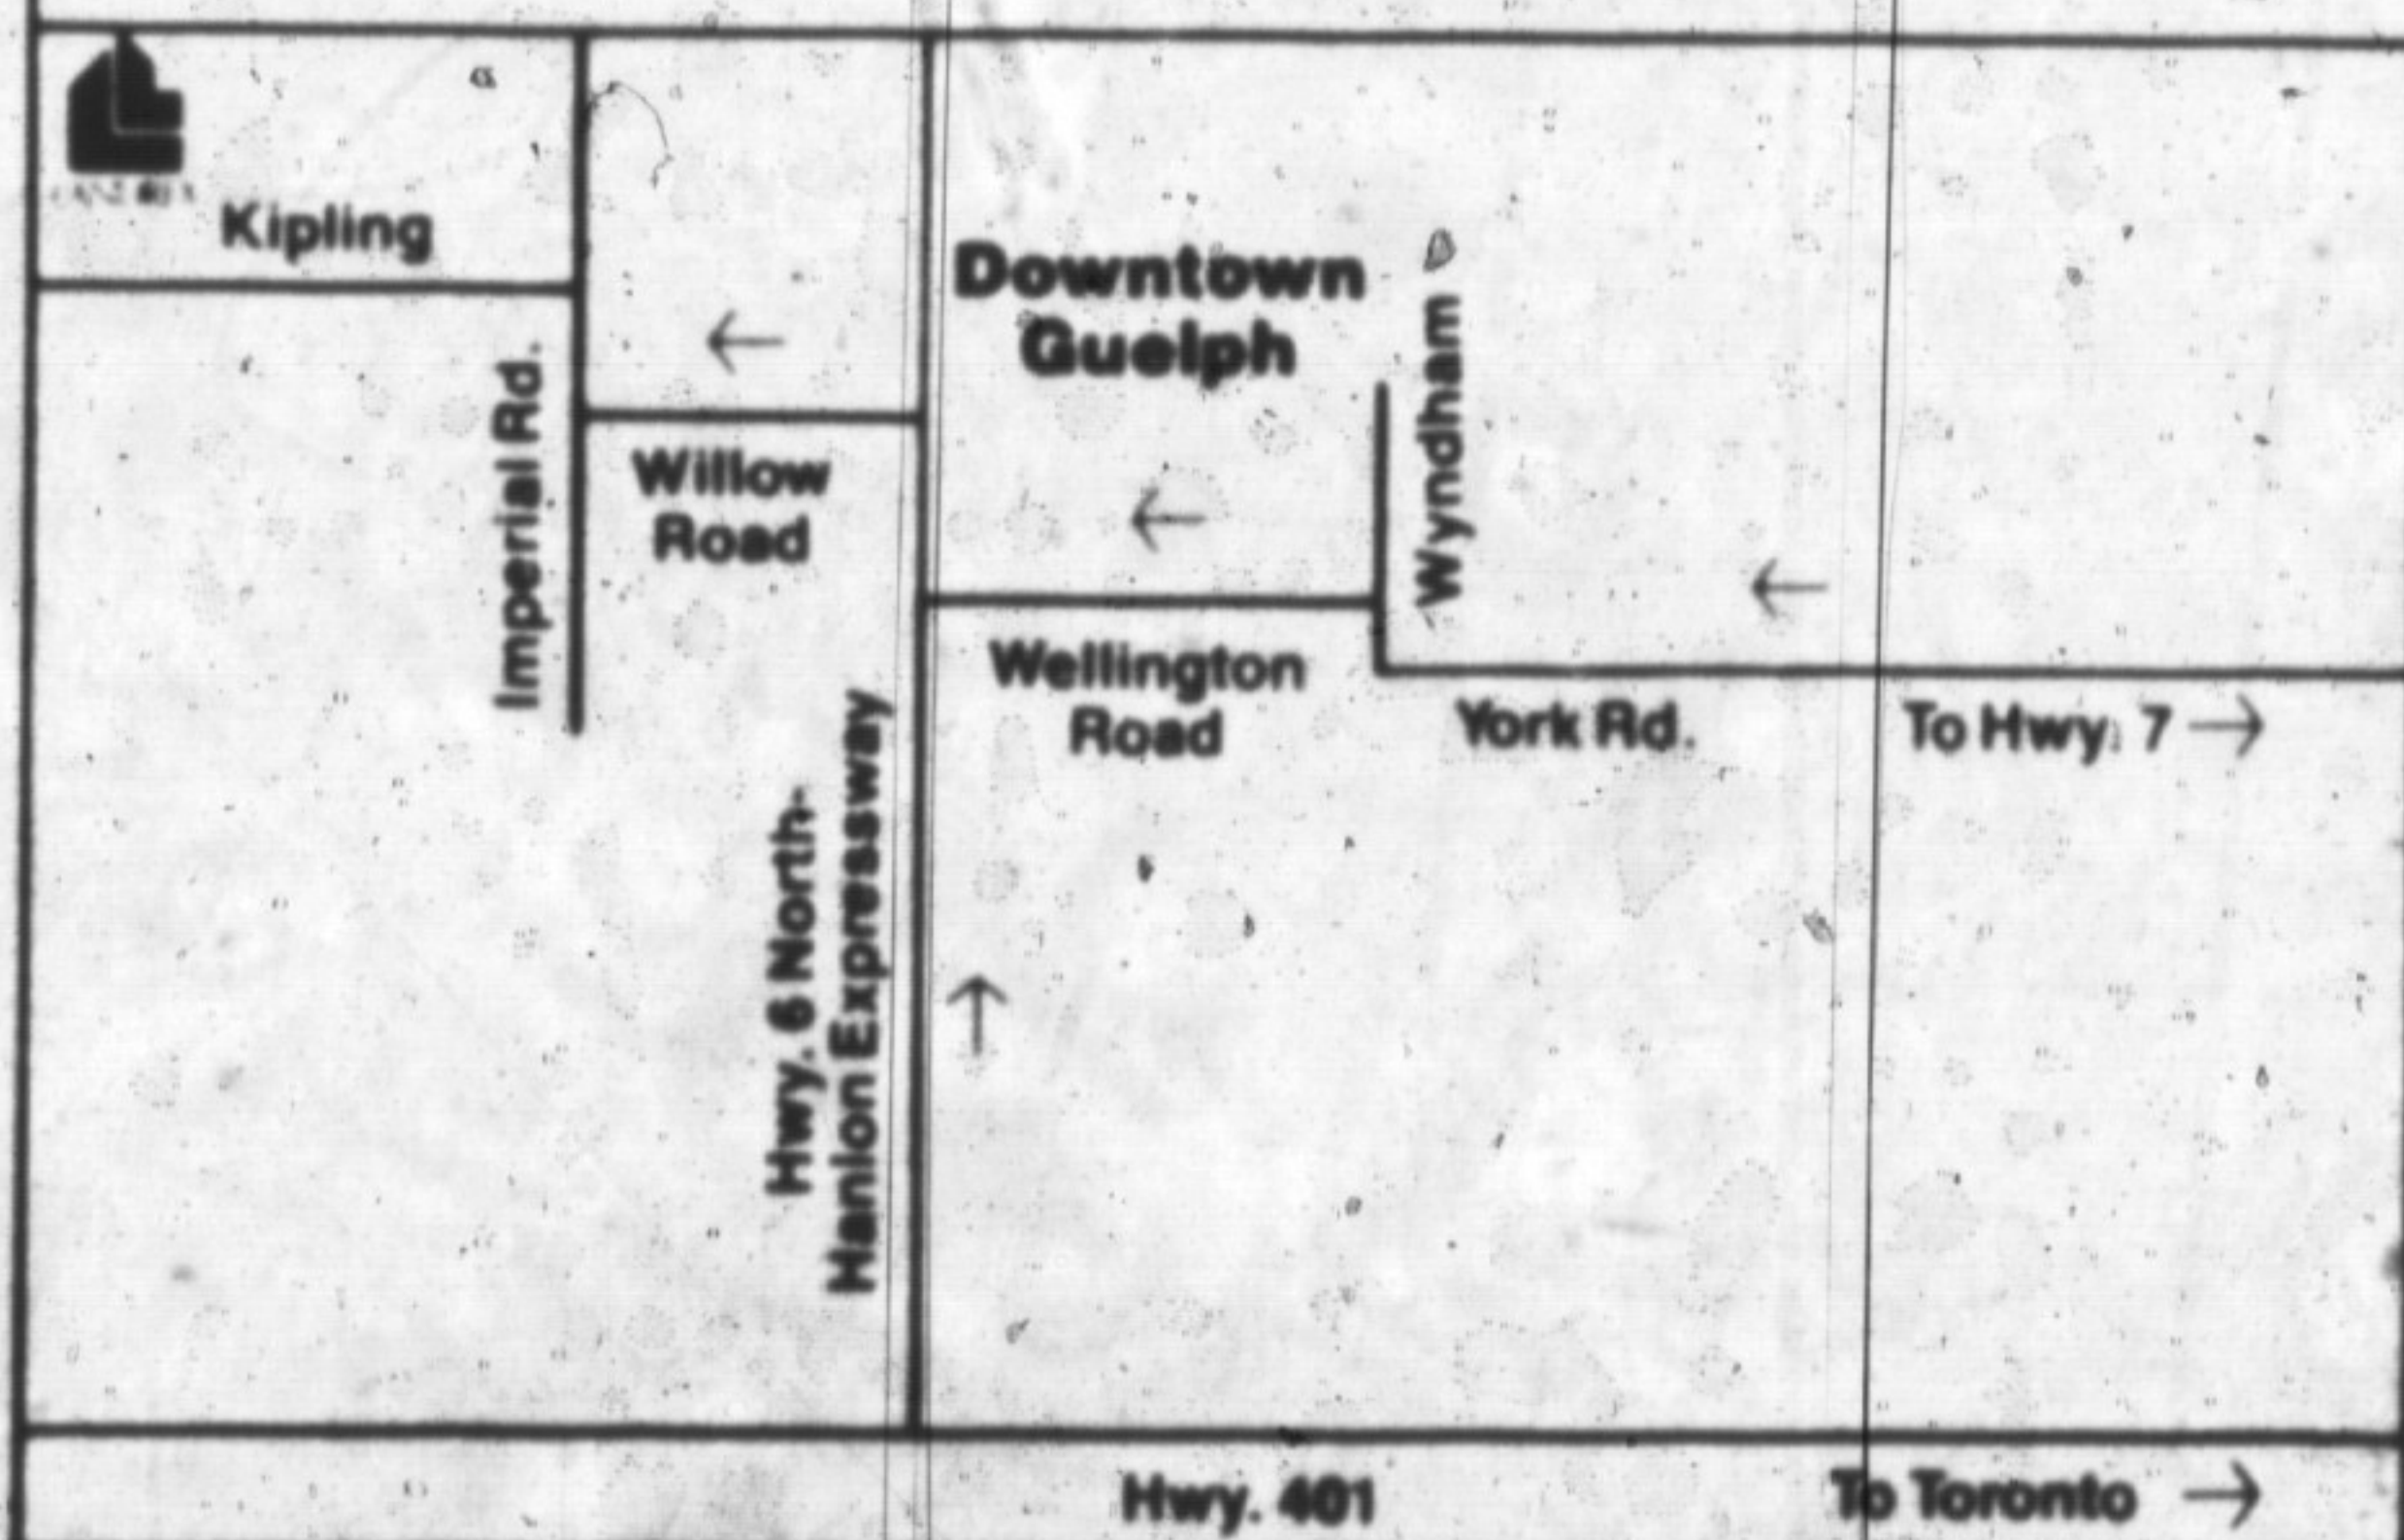 Kipling
Imperial Rd.
Willow
Road
Downtown
Guelph
Wyndham
Wellington
Road
York Rd.
To Hwy. 7 →
Hwy. 6 North-
Hanlon Expressway
Hwy. 401
To Toronto →